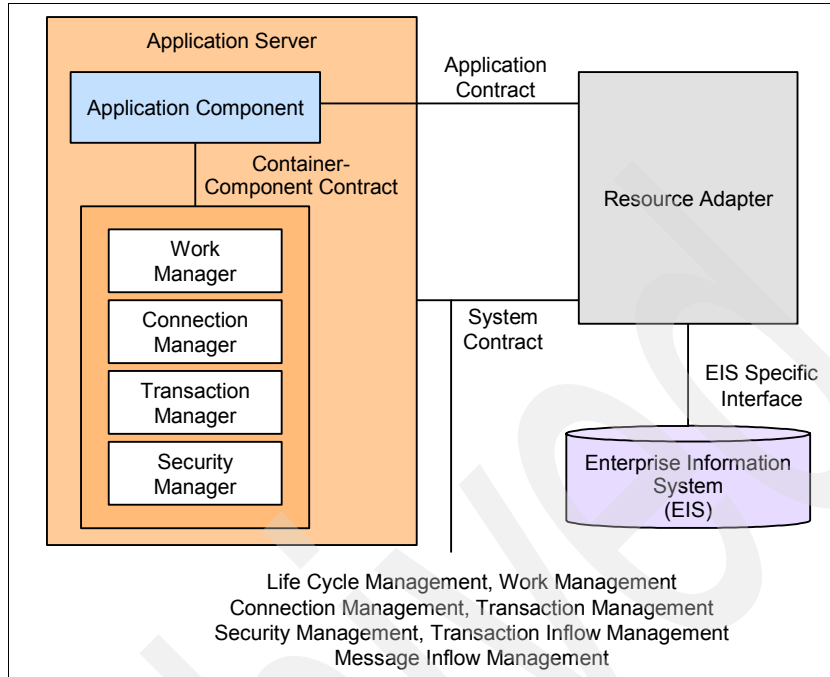 Application Server
Application Component
Application
Contract
Container-
Component Contract
Resource Adapter
Work
Manager
Connection
Manager
Transaction
Manager
Security
Manager
System
Contract
EIS Specific
Interface
Enterprise Information
System
(EIS)
Life Cycle Management, Work Management
Connection Management, Transaction Management
Security Management, Transaction Inflow Management
Message Inflow Management